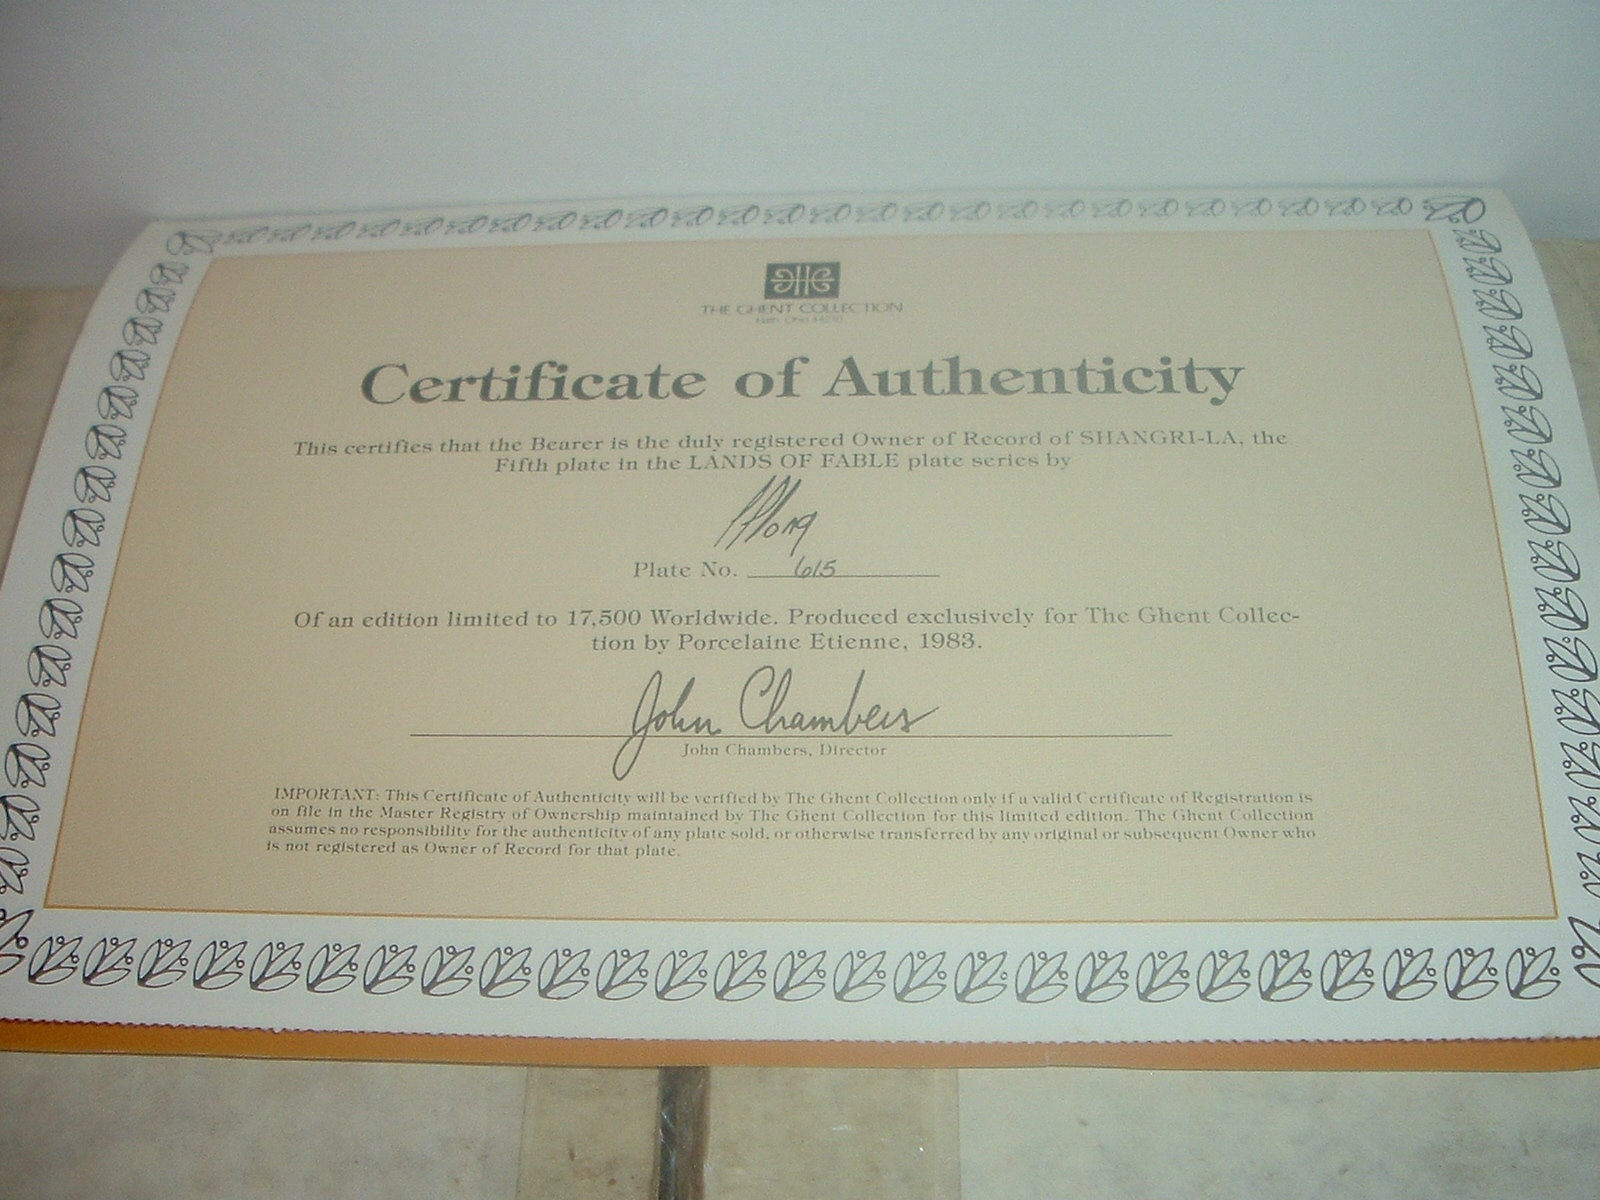 THE GHENT COLLECTION
Certificate of Authenticity
This certifies that the Bearer is the duly registered Owner of Record of SHANGRI-LA, the
Fifth plate in the LANDS OF FABLE plate series by
Plate No. 615
Of an edition limited to 17,500 Worldwide. Produced exclusively for The Ghent Collec-
tion by Porcelaine Etienne, 1983.
John Chambers
John Chambers, Director
IMPORTANT: This Certificate of Authenticity will be verified by The Ghent Collection only if a valid Certificate of Registration is
on file in the Master Registry of Ownership maintained by The Ghent Collection for this limited edition. The Ghent Collection
assumes no responsibility for the authenticity of any plate sold, or otherwise transferred by any original or subsequent Owner who
is not registered as Owner of Record for that plate.